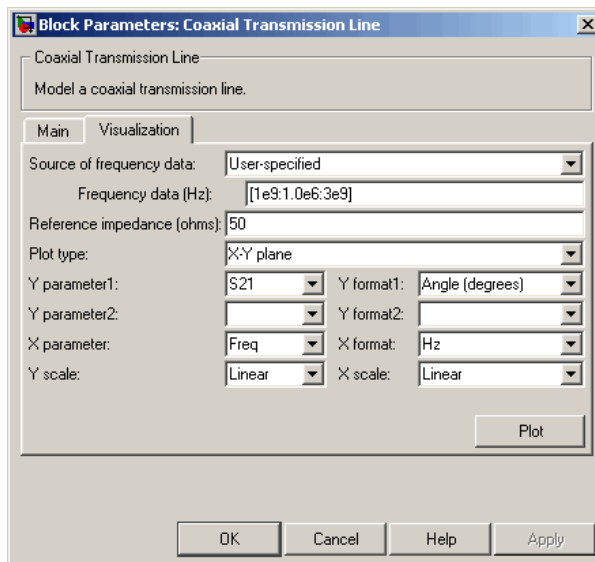 Block Parameters: Coaxial Transmission Line
Coaxial Transmission Line
Model a coaxial transmission line.
Main Visualization
Source of frequency data: User-specified
Frequency data (Hz): [1e9:1.0e6:3e9]
Reference impedance (ohms): 50
Plot type: X-Y plane
Y parameter1: S21 Y format1: Angle (degrees)
Y parameter2: Y format2:
X parameter: Freq X format: Hz
Y scale: Linear X scale: Linear
Plot
OK Cancel Help Apply